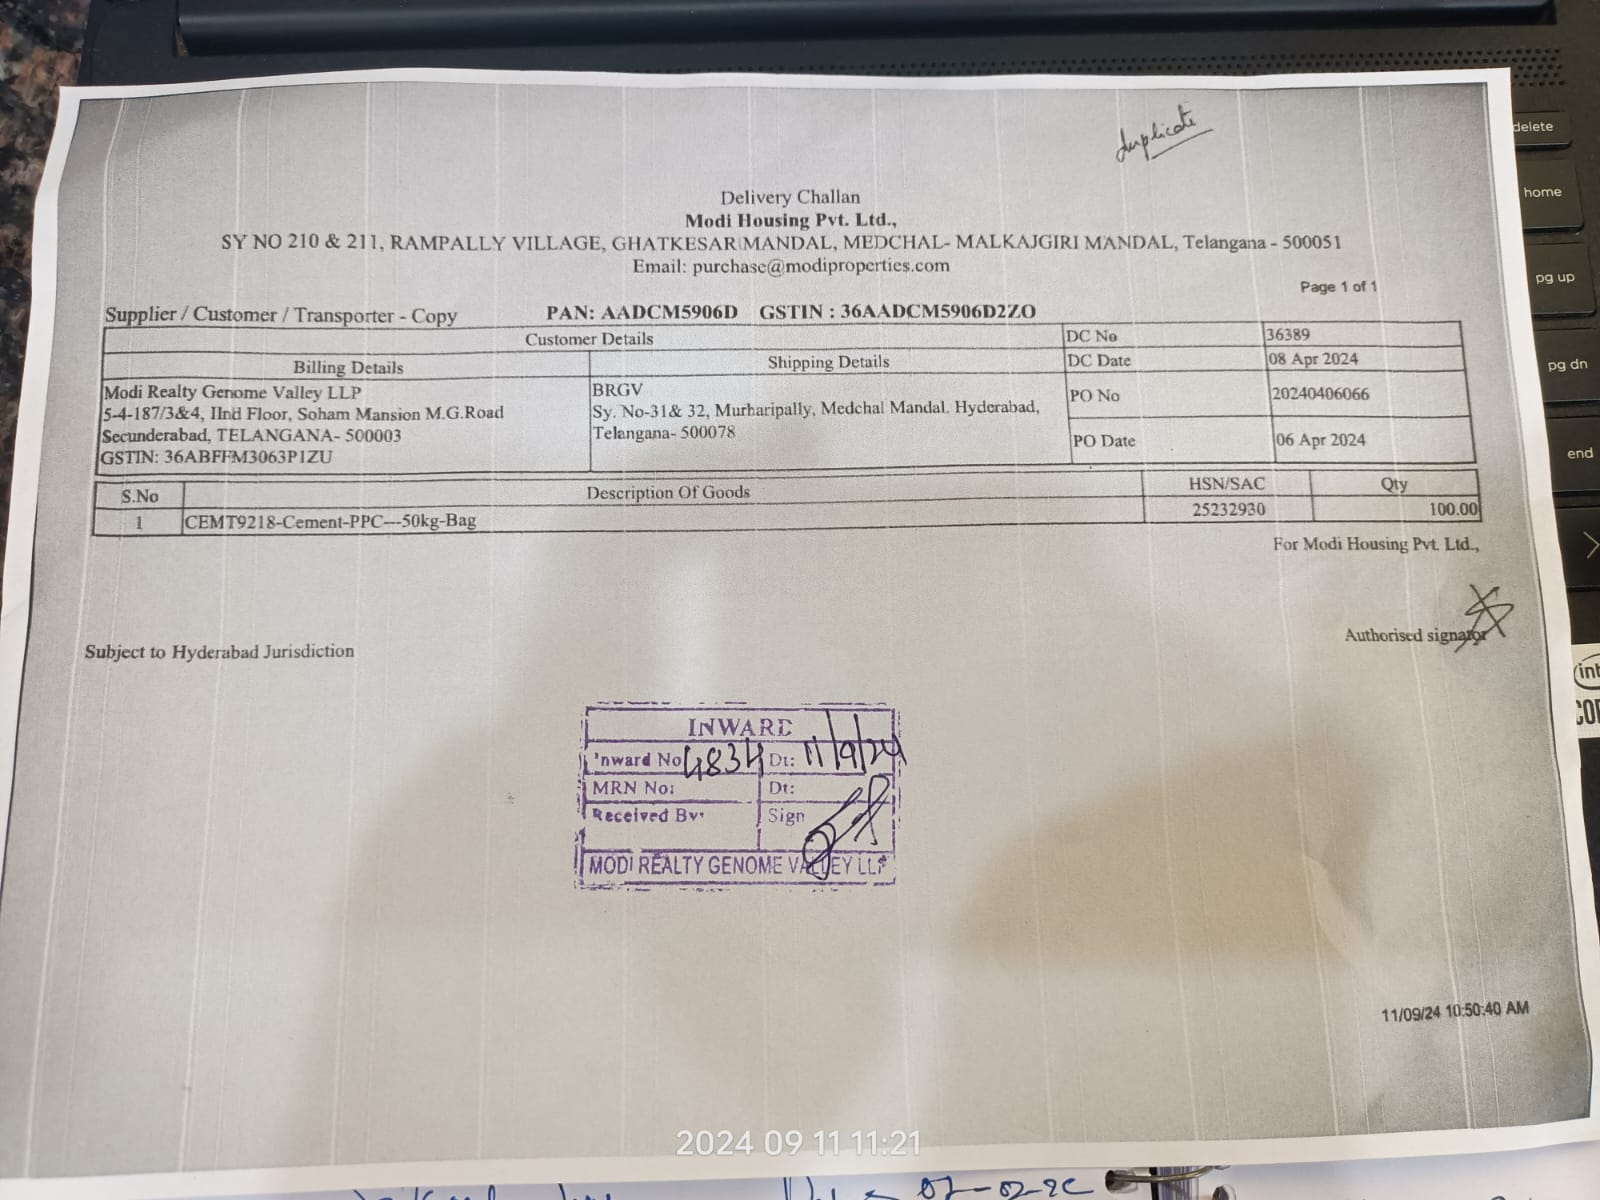 duplicate
Delivery Challan
Modi Housing Pvt. Ltd.,
SY NO 210 & 211, RAMPALLY VILLAGE, GHATKESAR MANDAL, MEDCHAL- MALKAJGIRI MANDAL, Telangana - 500051
Email: purchase@modiproperties.com
Page 1 of 1
Supplier / Customer / Transporter - Copy PAN: AADCM5906D GSTIN : 36AADCM5906D2ZO
Customer Details DC No 36389
Billing Details Shipping Details DC Date 08 Apr 2024
Modi Realty Genome Valley LLP BRGV PO No 20240406066
5-4-187/3&4, IInd Floor, Soham Mansion M.G.Road Sy. No-31& 32, Murharipally, Medchal Mandal. Hyderabad,
Secunderabad, TELANGANA- 500003 Telangana- 500078 PO Date 06 Apr 2024
GSTIN: 36ABFFM3063P1ZU
S.No Description Of Goods HSN/SAC Qty
1 CEMT9218-Cement-PPC---50kg-Bag 25232930 100.00
For Modi Housing Pvt. Ltd.,
Authorised signator
Subject to Hyderabad Jurisdiction
INWARD
Inward No 4834 Dt: 11/9/24
MRN No: Dt:
Received By: Sign
MODI REALTY GENOME VALLEY LLP
11/09/24 10:50:40 AM
2024 09 11 11:21
delete
home
pg up
pg dn
end
int